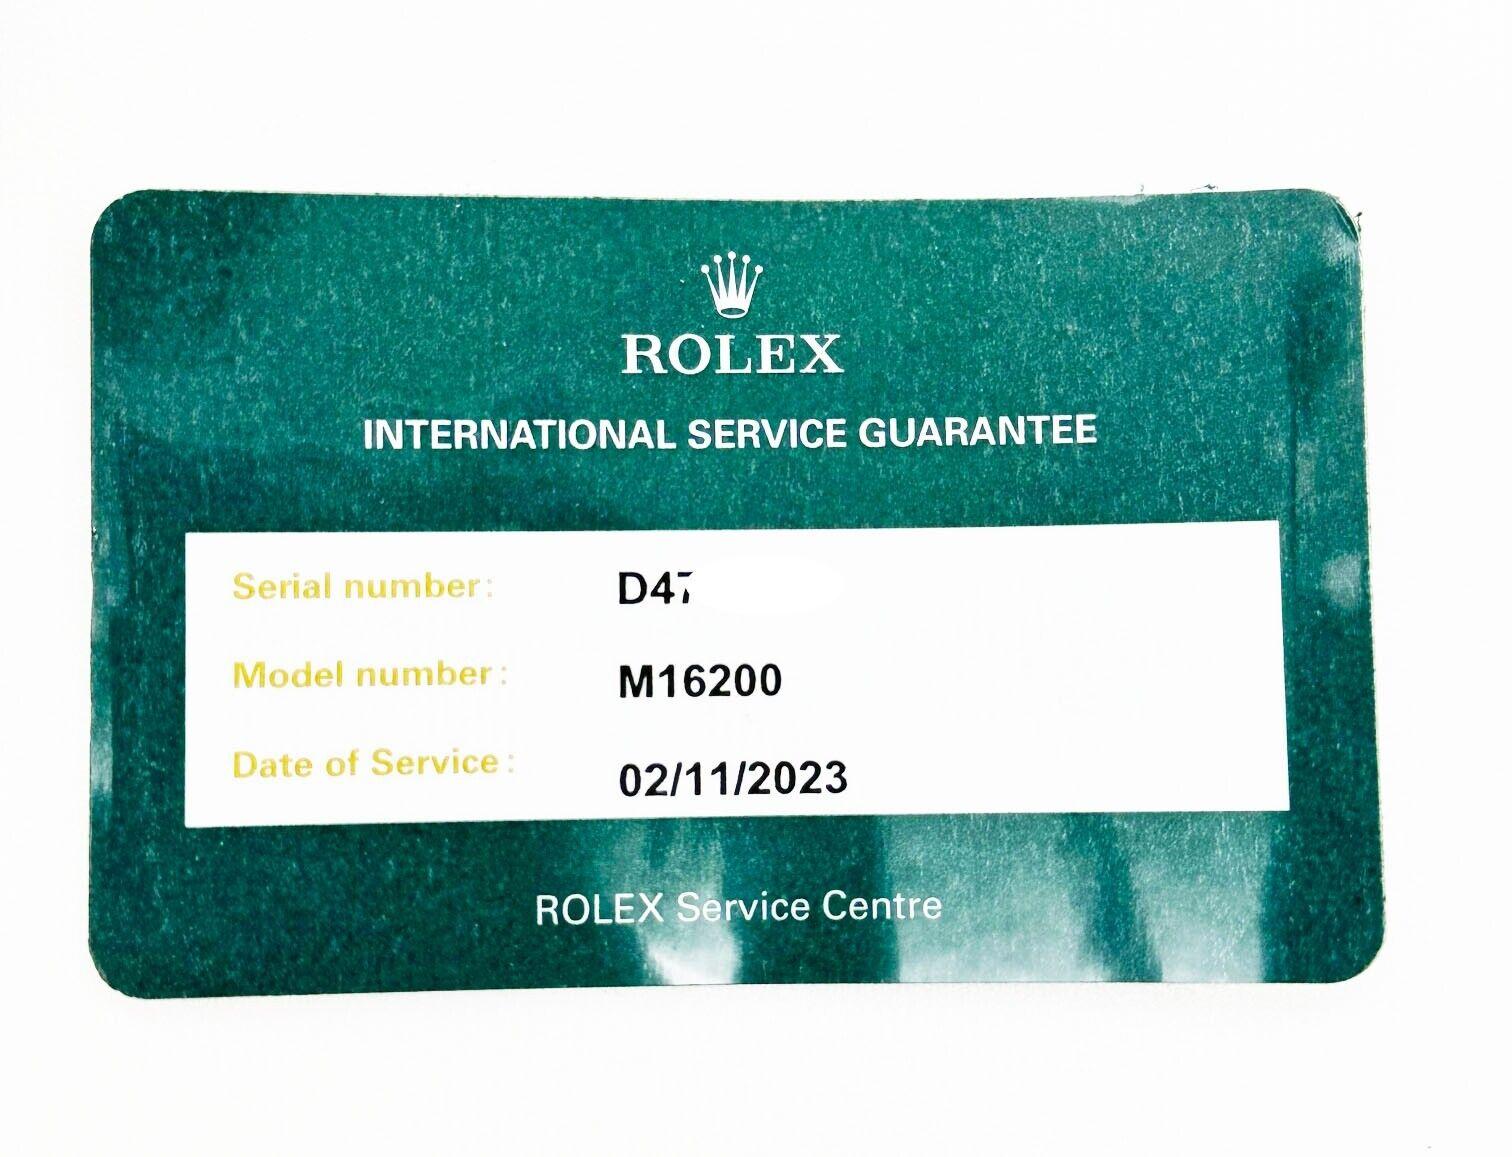 ROLEX
INTERNATIONAL SERVICE GUARANTEE
Serial number: D47
Model number: M16200
Date of Service: 02/11/2023
ROLEX Service Centre